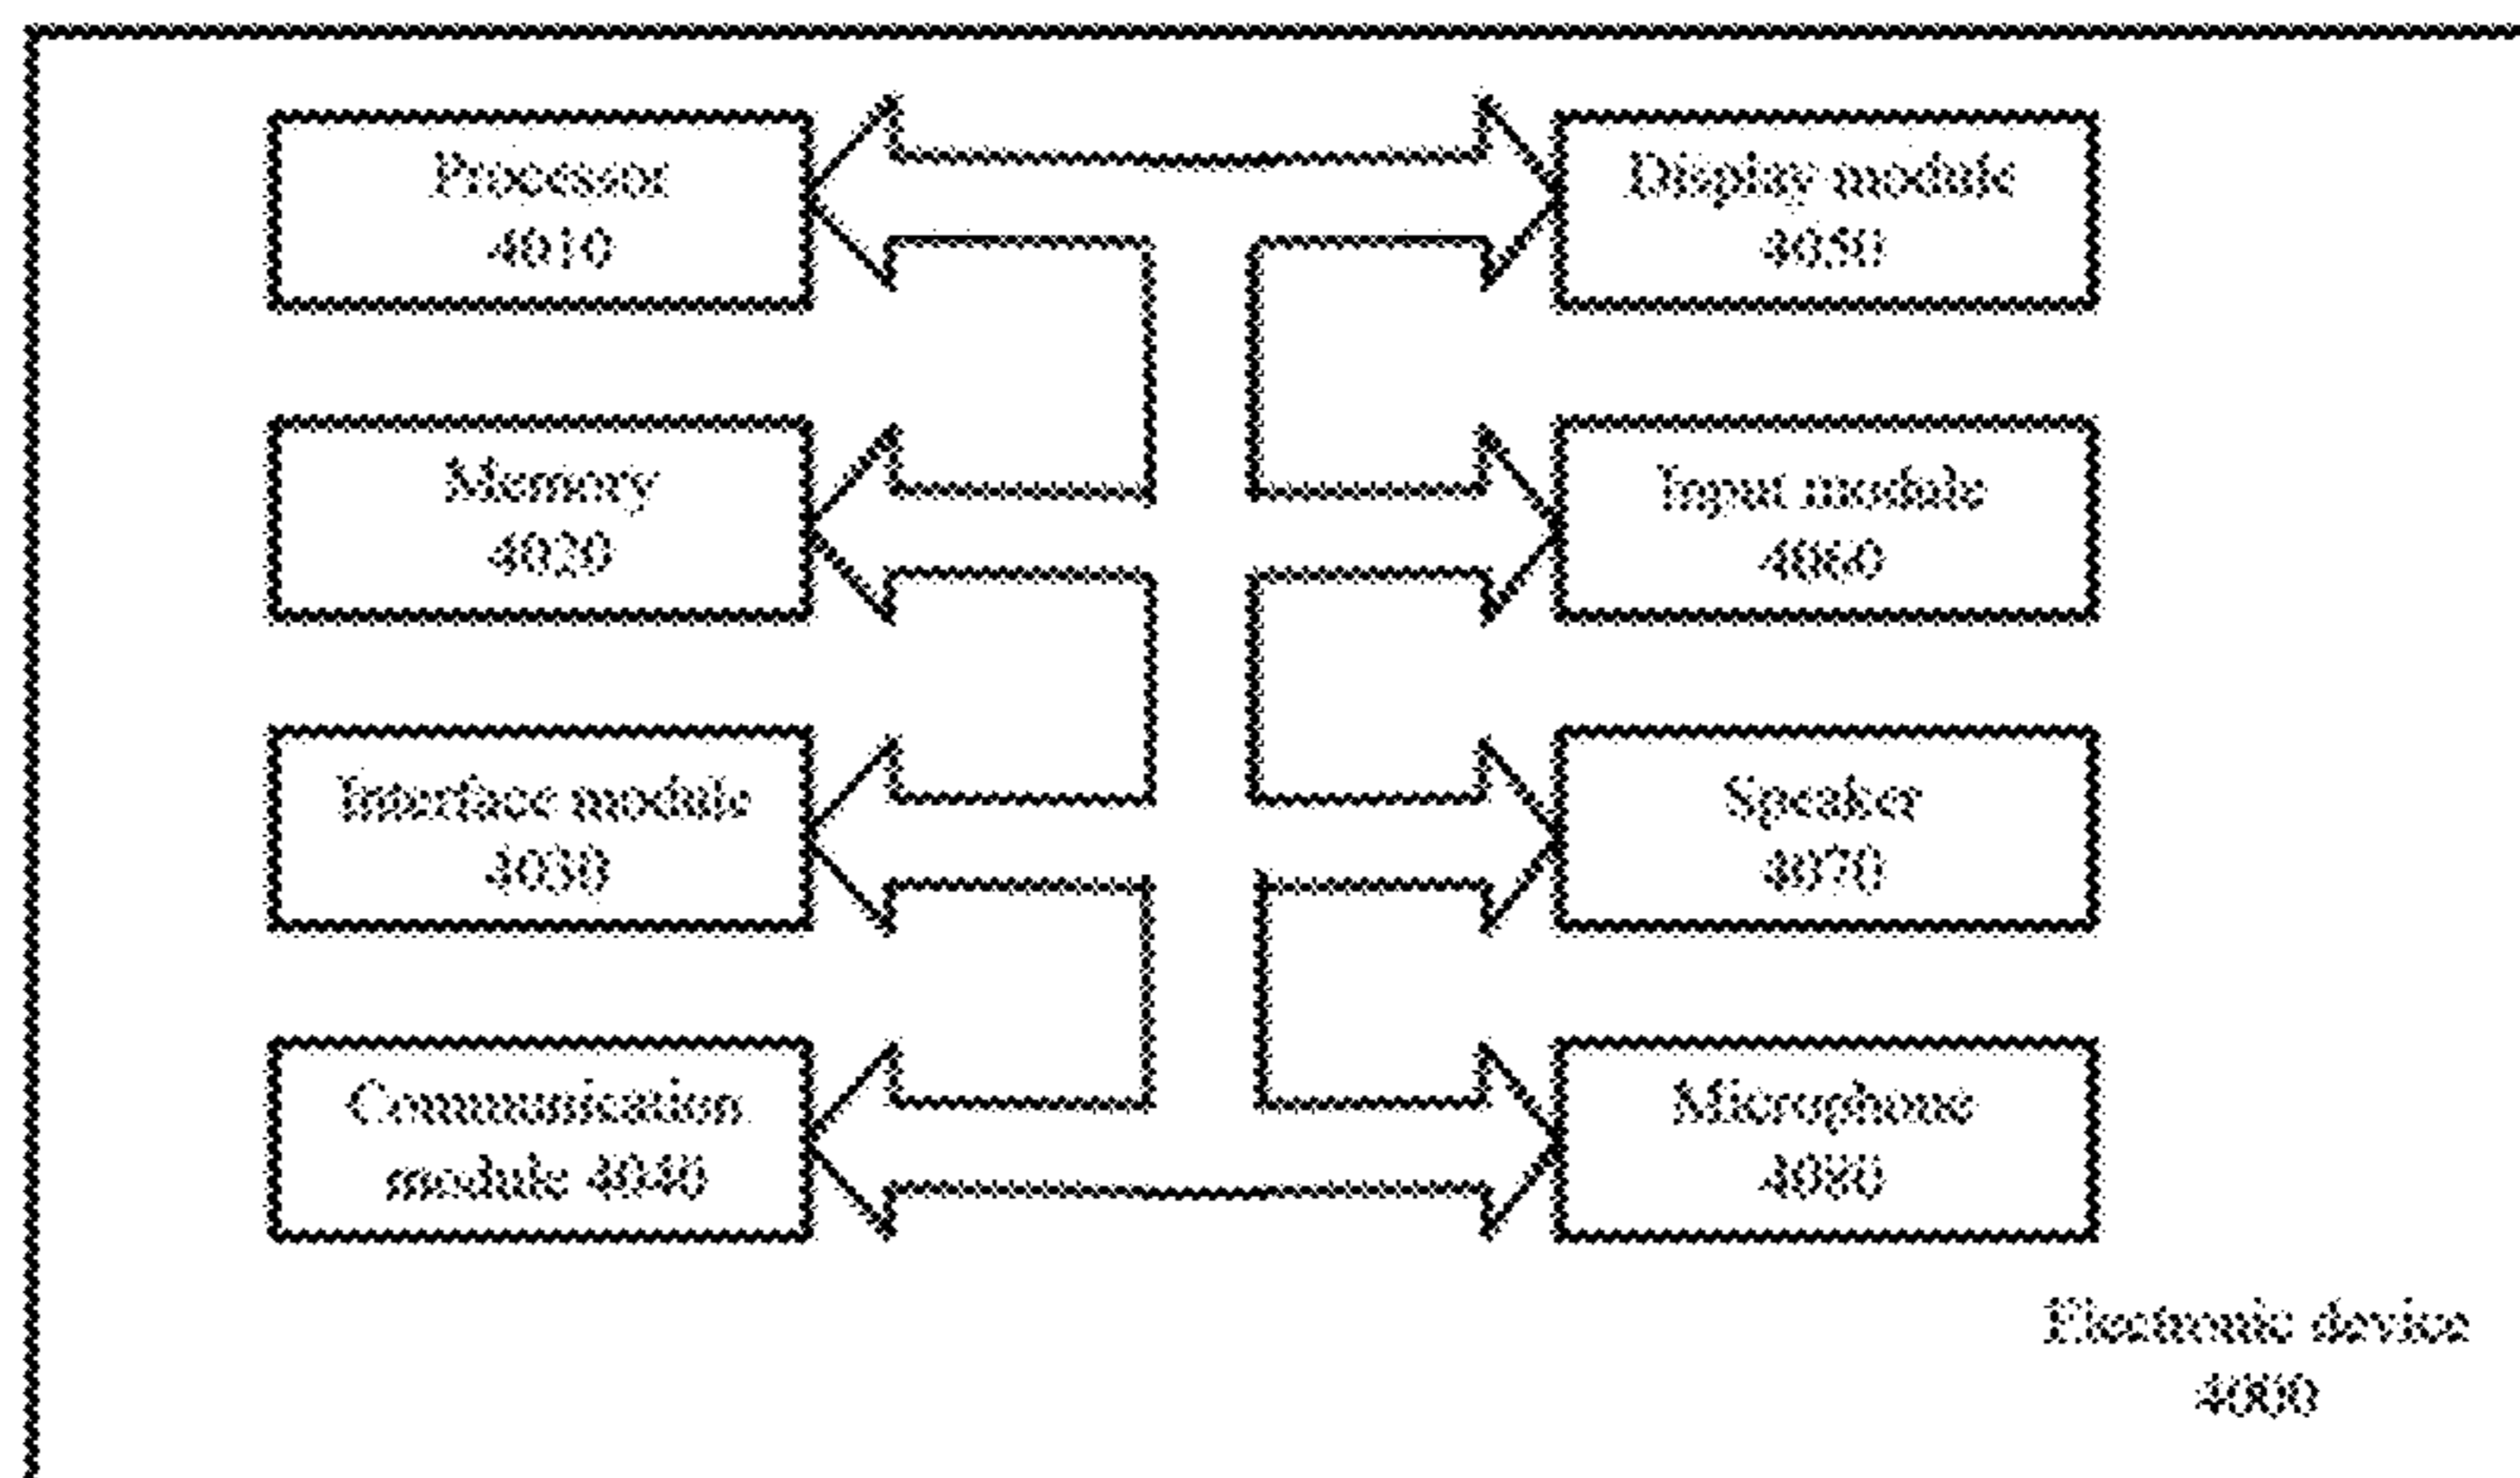 Processor
4010
Display module
4050
Memory
4020
Input module
4060
Interface module
4030
Speaker
4070
Communication
module 4040
Microphone
4080
Electronic device
4000